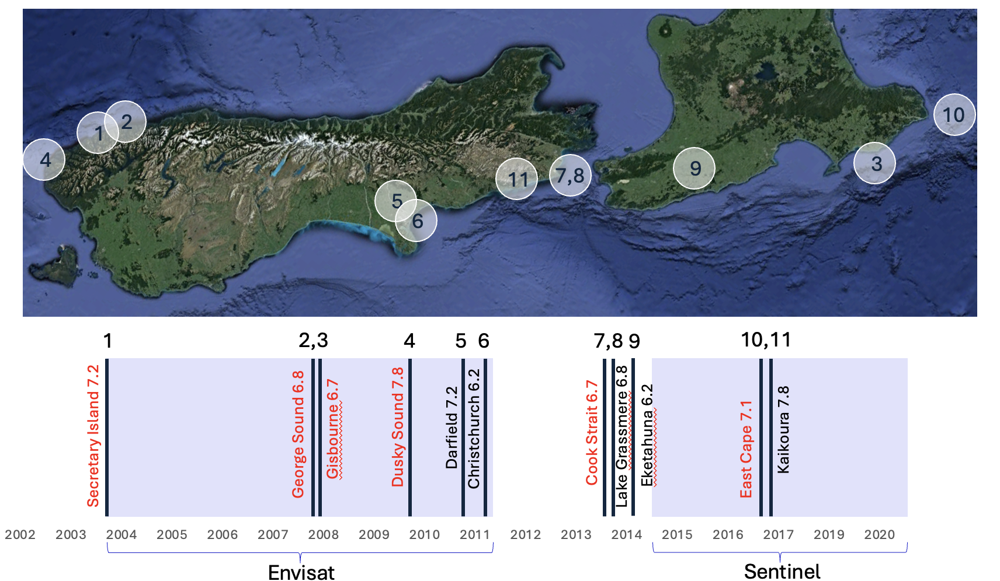 2
1
10
4
3
9
7,8
11
5
6
1
2,3
4
5
6
7,8
9
10,11
Secretary Island 7.2
George Sound 6.8
Gisbourne 6.7
Dusky Sound 7.8
Darfield 7.2
Christchurch 6.2
Cook Strait 6.7
Lake Grassmere 6.8
Eketahuna 6.2
East Cape 7.1
Kaikoura 7.8
2002 2003 2004 2005 2006 2007 2008 2009 2010 2011 2012 2013 2014 2015 2016 2017 2019 2020
Envisat
Sentinel